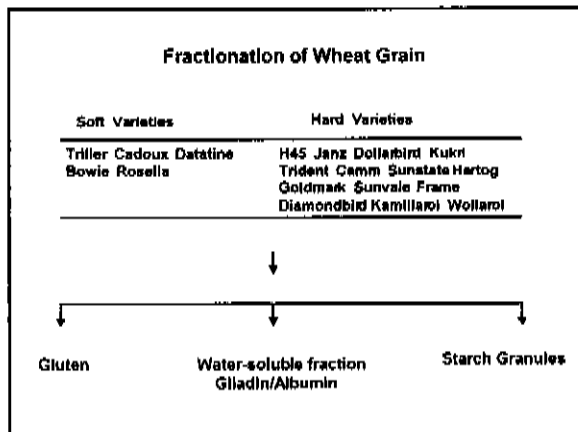 Fractionation of Wheat Grain
Soft Varieties
Hard Varieties
Triller Cadoux Datatine
Bowie Rosella
H45 Janz Dollarbird Kukri
Trident Camm Sunstate Hartog
Goldmark Sunvale Frame
Diamondbird Kamillaroi Wollaroi
Gluten
Water-soluble fraction
Gliadin/Albumin
Starch Granules